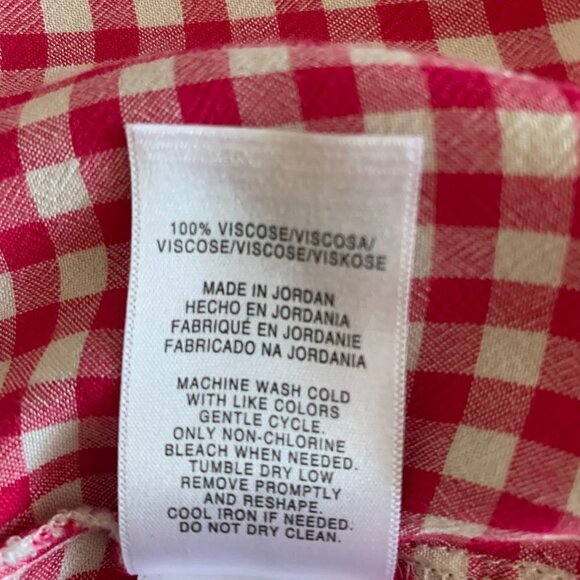 100% VISCOSE/VISCOSA/
VISCOSE/VISCOSE/VISKOSE
MADE IN JORDAN
HECHO EN JORDANIA
FABRIQUÉ EN JORDANIE
FABRICADO NA JORDANIA
MACHINE WASH COLD
WITH LIKE COLORS
GENTLE CYCLE.
ONLY NON-CHLORINE
BLEACH WHEN NEEDED.
TUMBLE DRY LOW
REMOVE PROMPTLY
AND RESHAPE.
COOL IRON IF NEEDED.
DO NOT DRY CLEAN.